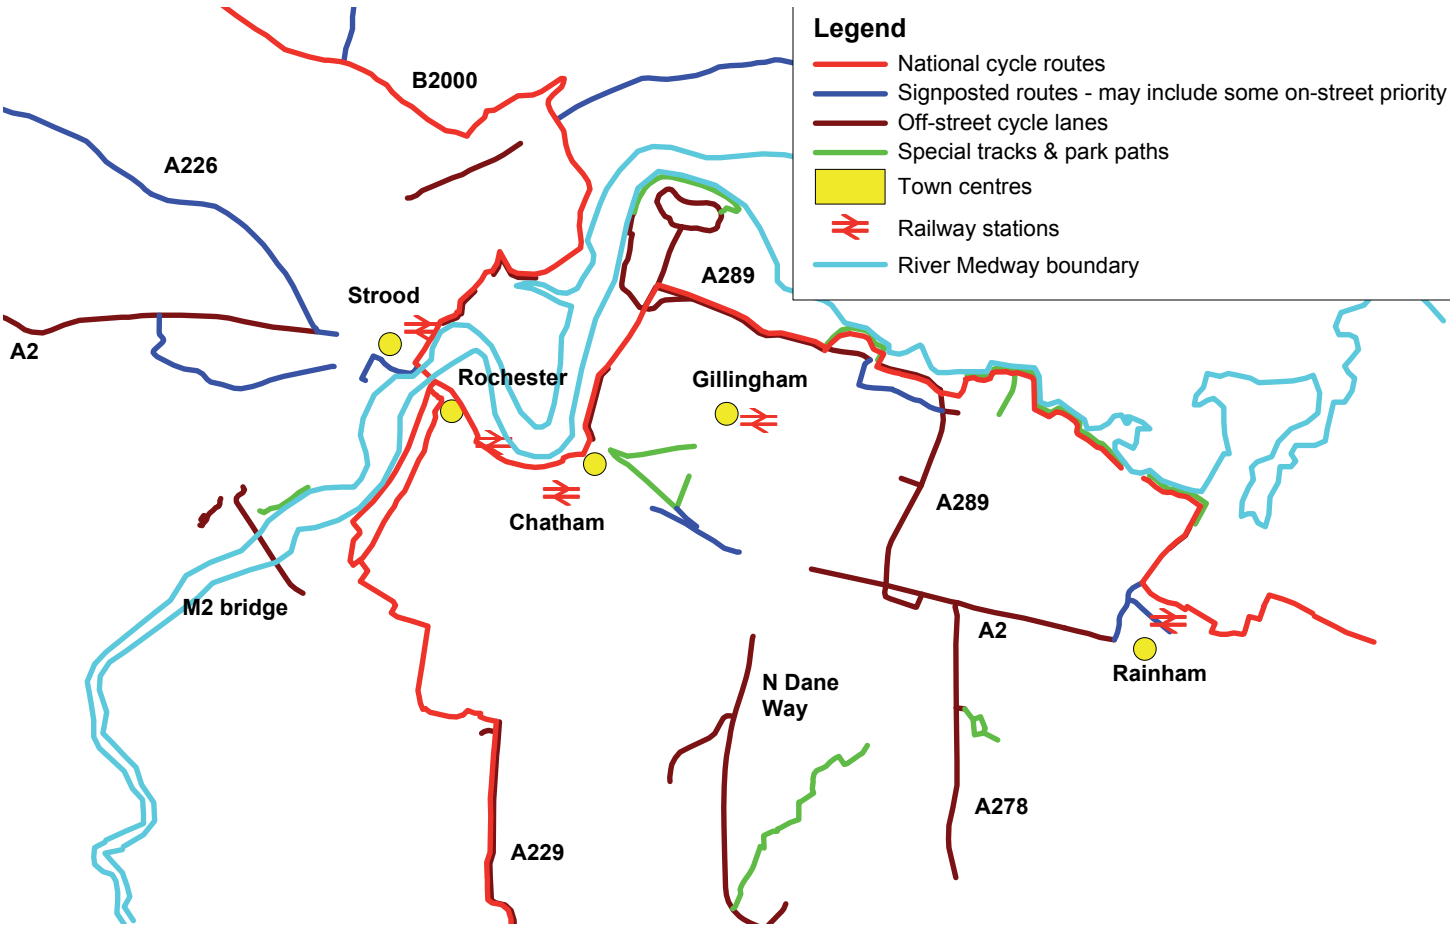 Legend
National cycle routes
Signposted routes - may include some on-street priority
Off-street cycle lanes
Special tracks & park paths
Town centres
Railway stations
River Medway boundary
B2000
A226
A289
Strood
A2
Rochester
Gillingham
A289
Chatham
M2 bridge
A2
Rainham
N Dane
Way
A278
A229